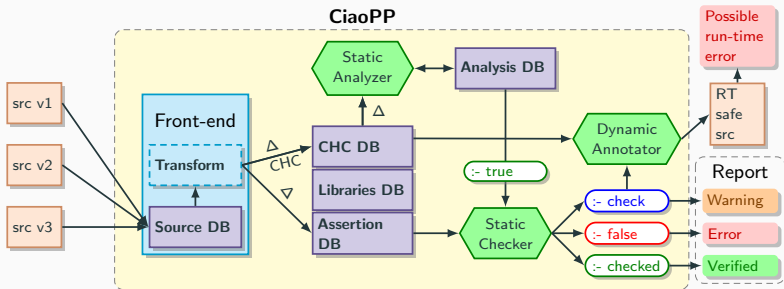 CiaoPP
Possible
run-time
error
Static
Analyzer
Analysis DB
src v1
Front-end
Δ
RT
safe
src
Δ
CHC
CHC DB
Dynamic
Annotator
src v2
Transform
:- true
Report
Δ
Libraries DB
:- check
Warning
src v3
Source DB
Assertion
DB
Static
Checker
:- false
Error
:- checked
Verified